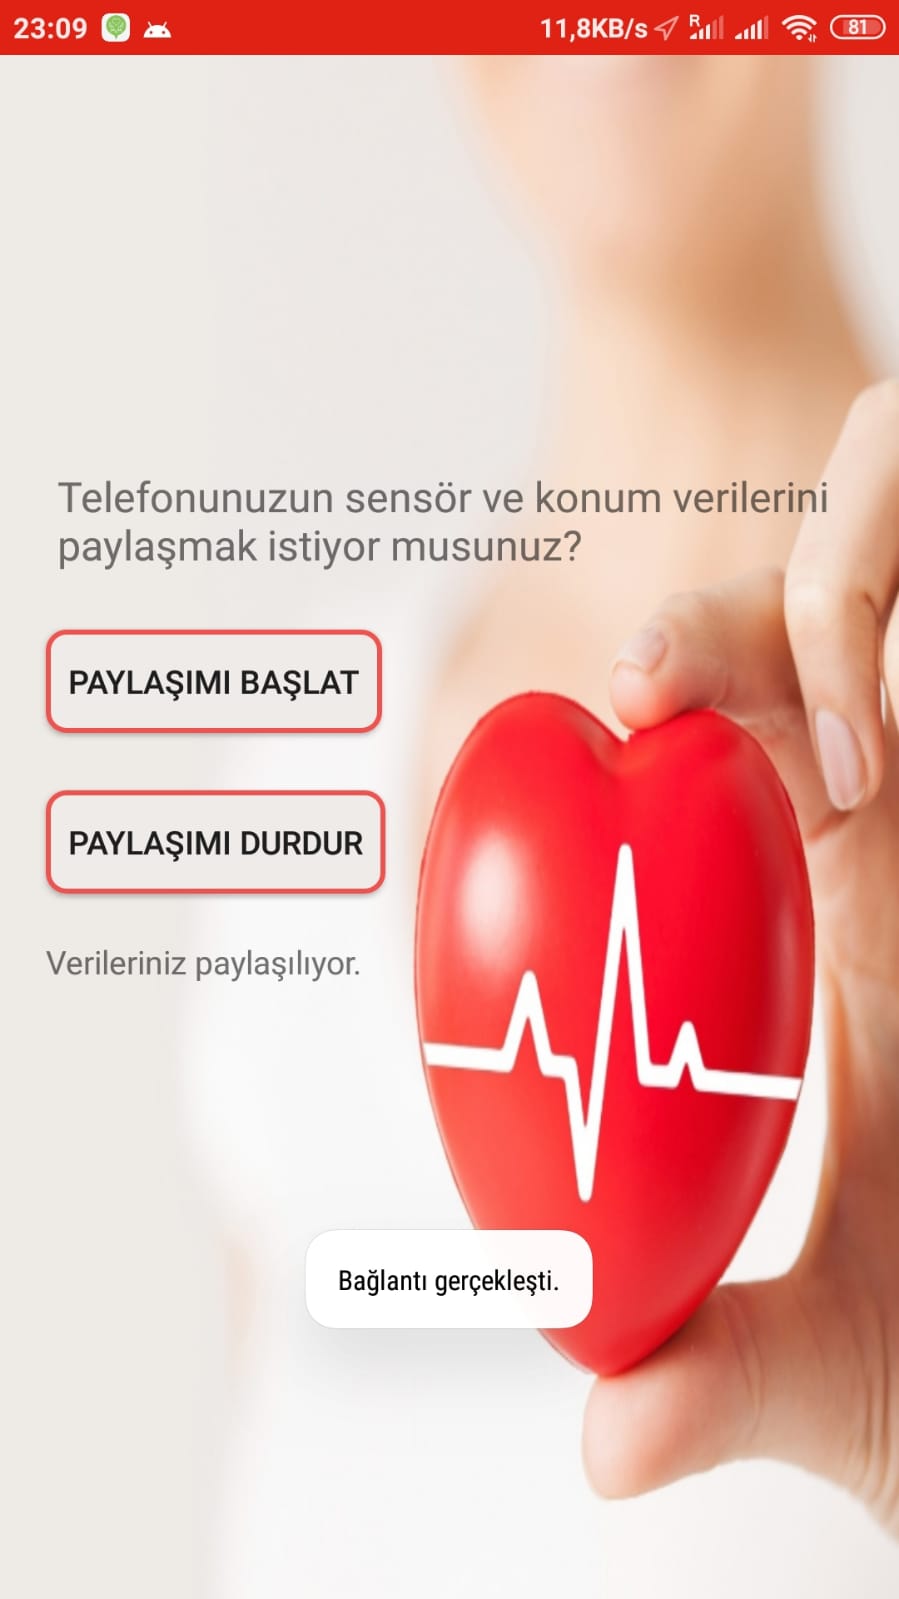 23:09 11,8KB/s R 81
Telefonunuzun sensör ve konum verilerini
paylaşmak istiyor musunuz?
PAYLAŞIMI BAŞLAT
PAYLAŞIMI DURDUR
Verileriniz paylaşılıyor.
Bağlantı gerçekleşti.